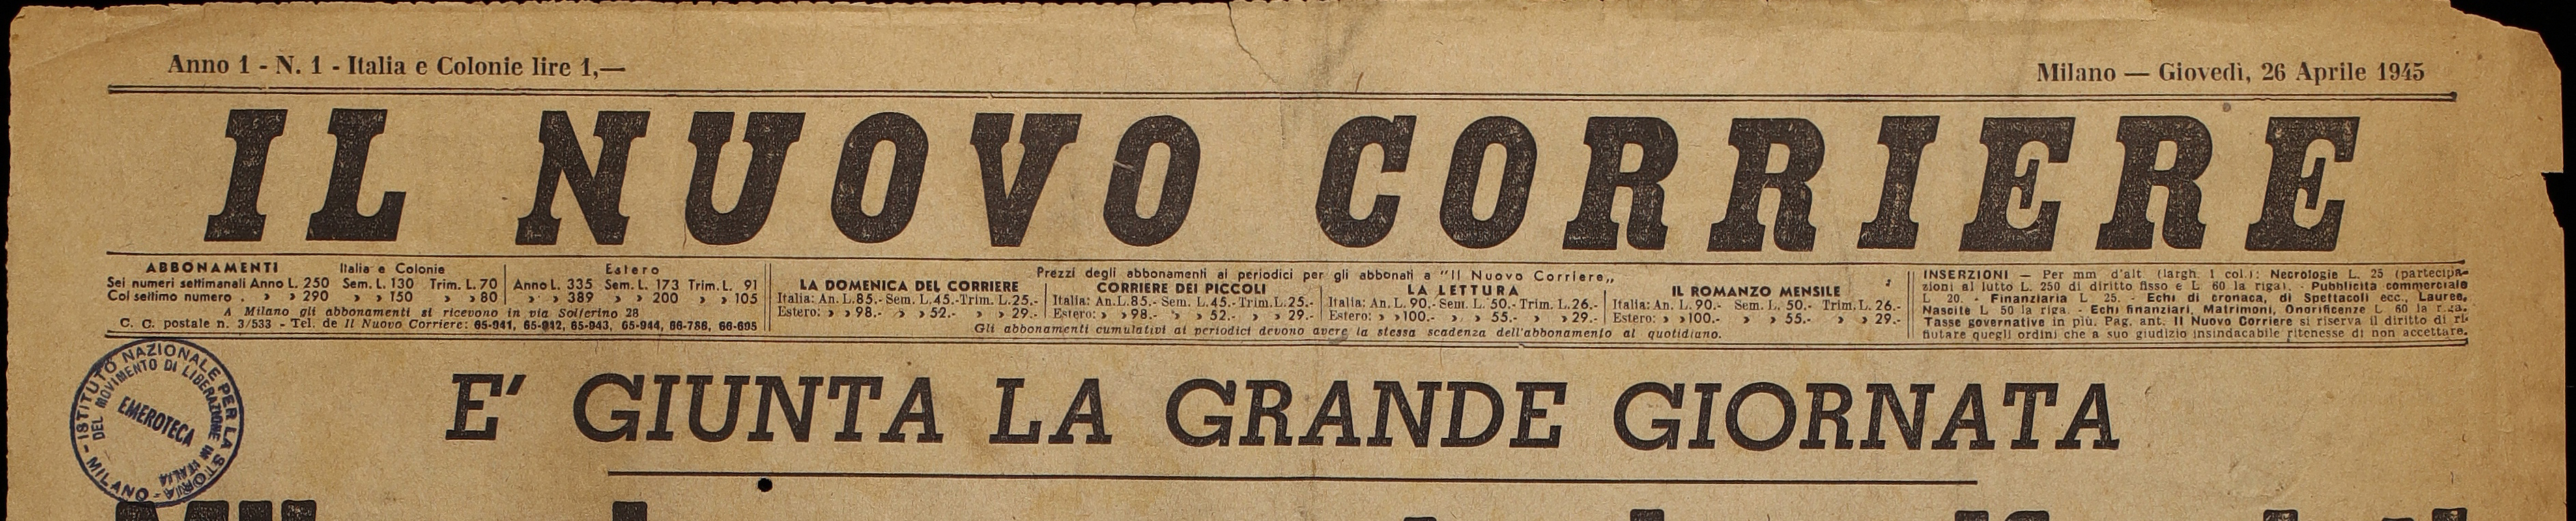 Anno 1 - N. 1 - Italia e Colonie lire 1,—
Milano — Giovedì, 26 Aprile 1945
IL NUOVO CORRIERE
ABBONAMENTI Italia e Colonie
Sei numeri settimanali Anno L. 250 Sem. L. 130 Trim. L. 70
Col settimo numero . › › 290 › › 150 › › 80
Estero
Anno L. 335 Sem. L. 173 Trim. L. 91
› › 389 › › 200 › › 105
A Milano gli abbonamenti si ricevono in via Solferino 28
C. C. postale n. 3/533 - Tel. de Il Nuovo Corriere: 65-941, 65-942, 65-943, 65-944, 66-786, 66-695
Prezzi degli abbonamenti ai periodici per gli abbonati a "Il Nuovo Corriere„
LA DOMENICA DEL CORRIERE
Italia: An. L. 85.- Sem. L. 45.- Trim. L. 25.-
Estero: › › 98.- › › 52.- › › 29.-
CORRIERE DEI PICCOLI
Italia: An. L. 85.- Sem. L. 45.- Trim. L. 25.-
Estero: › › 98.- › › 52.- › › 29.-
LA LETTURA
Italia: An. L. 90.- Sem. L. 50.- Trim. L. 26.-
Estero: › › 100.- › › 55.- › › 29.-
IL ROMANZO MENSILE
Italia: An. L. 90.- Sem. L. 50.- Trim. L. 26.-
Estero: › › 100.- › › 55.- › › 29.-
Gli abbonamenti cumulativi ai periodici devono avere la stessa scadenza dell'abbonamento al quotidiano.
INSERZIONI — Per mm d'alt. (largh. 1 col.): Necrologie L. 25 (partecipa-
zioni al lutto L. 250 di diritto fisso e L 60 la riga). - Pubblicità commerciale
L 20. - Finanziaria L 25. - Echi di cronaca, di Spettacoli ecc., Lauree,
Nascite L 50 la riga. - Echi finanziari, Matrimoni, Onorificenze L 60 la riga.
Tasse governative in più. Pag. ant. Il Nuovo Corriere si riserva il diritto di ri-
fiutare quegli ordini che a suo giudizio insindacabile ritenesse di non accettare.
ISTITUTO NAZIONALE PER LA STORIA - MILANO -
DEL MOVIMENTO DI LIBERAZIONE IN ITALIA
EMEROTECA
E' GIUNTA LA GRANDE GIORNATA